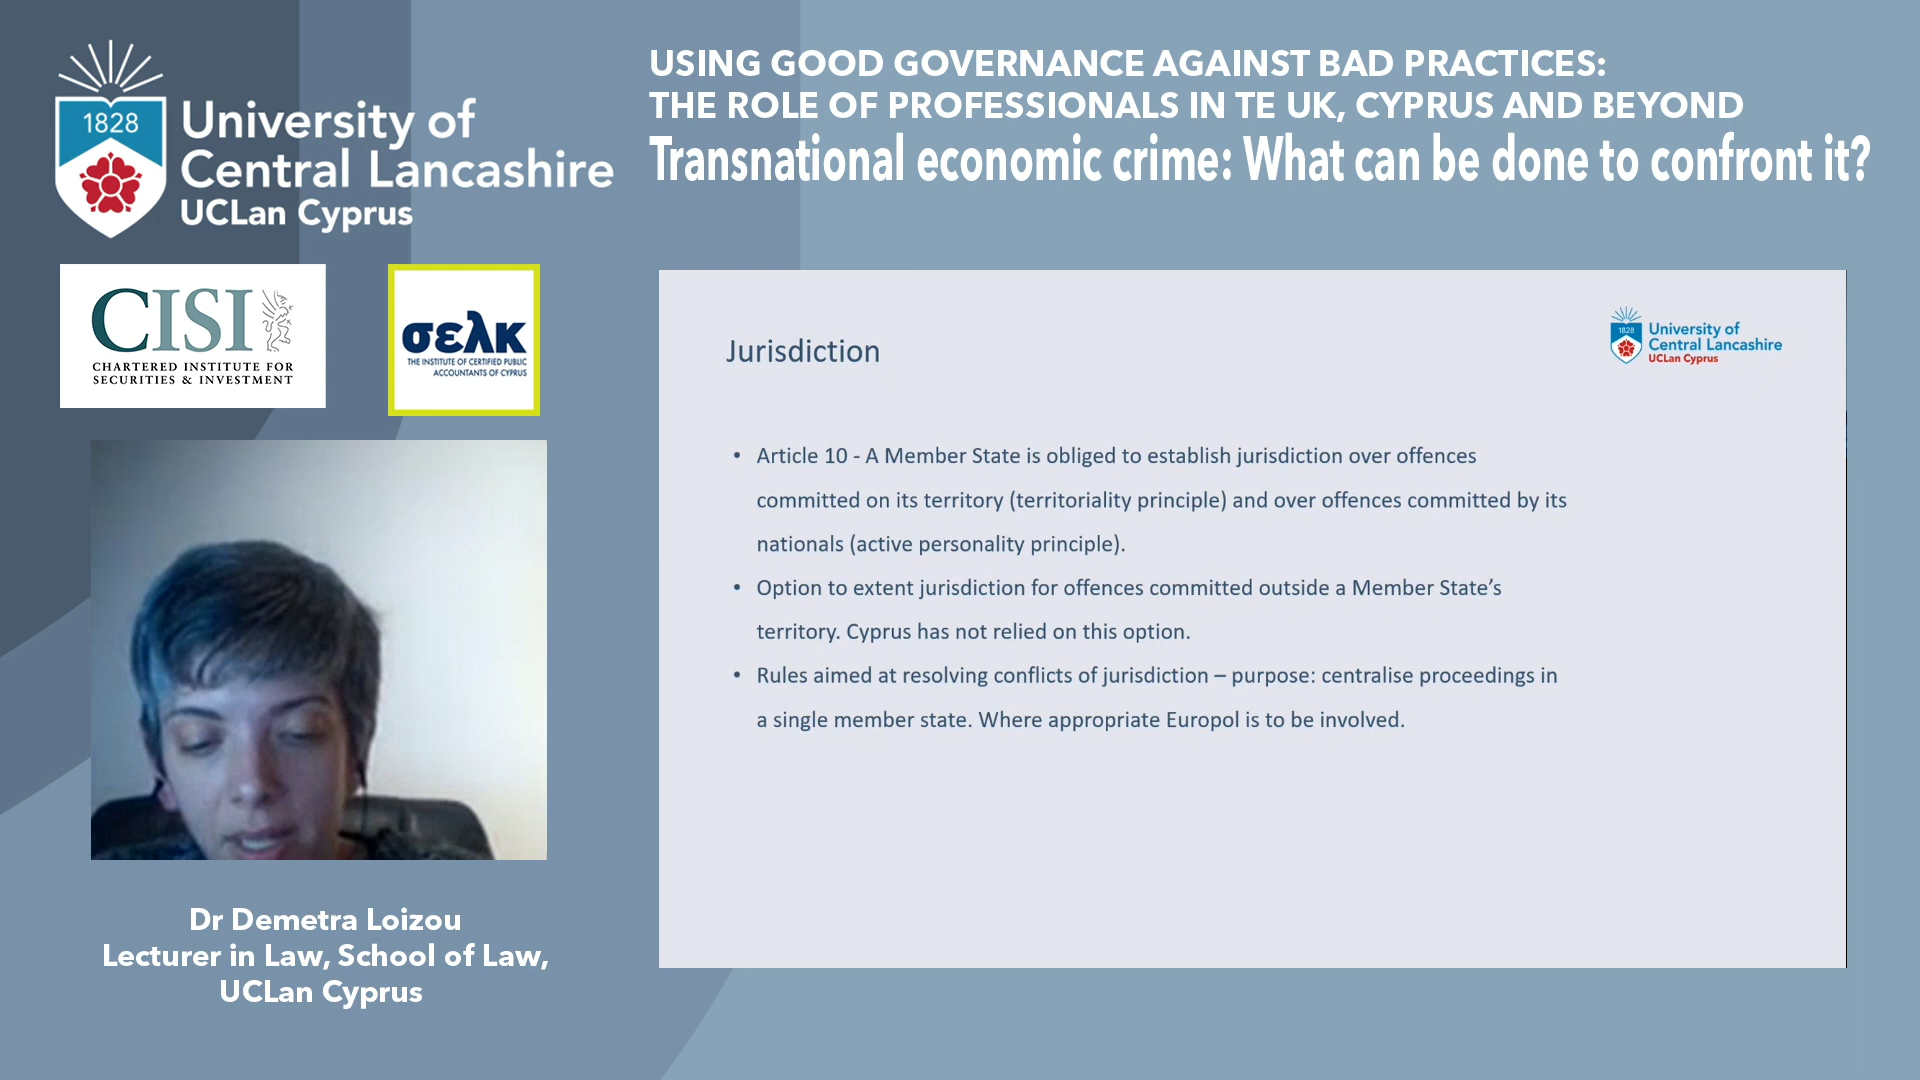 1828
University of
Central Lancashire
UCLan Cyprus
USING GOOD GOVERNANCE AGAINST BAD PRACTICES:
THE ROLE OF PROFESSIONALS IN TE UK, CYPRUS AND BEYOND
Transnational economic crime: What can be done to confront it?
CISI
CHARTERED INSTITUTE FOR
SECURITIES & INVESTMENT
σελκ
THE INSTITUTE OF CERTIFIED PUBLIC
ACCOUNTANTS OF CYPRUS
Jurisdiction
1828
University of
Central Lancashire
UCLan Cyprus
• Article 10 - A Member State is obliged to establish jurisdiction over offences
committed on its territory (territoriality principle) and over offences committed by its
nationals (active personality principle).
• Option to extent jurisdiction for offences committed outside a Member State’s
territory. Cyprus has not relied on this option.
• Rules aimed at resolving conflicts of jurisdiction – purpose: centralise proceedings in
a single member state. Where appropriate Europol is to be involved.
Dr Demetra Loizou
Lecturer in Law, School of Law,
UCLan Cyprus